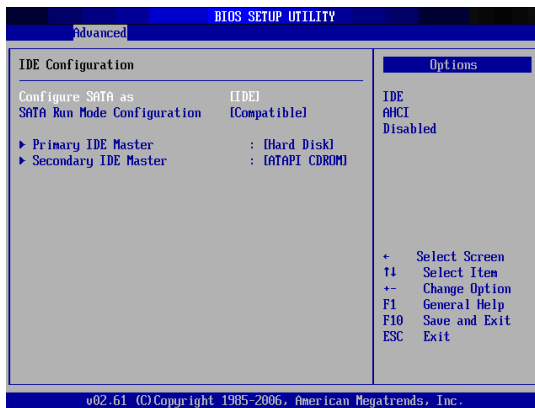 BIOS SETUP UTILITY
Advanced
IDE Configuration
Configure SATA as [IDE]
SATA Run Mode Configuration [Compatible]
▶ Primary IDE Master : [Hard Disk]
▶ Secondary IDE Master : [ATAPI CDROM]
Options
IDE
AHCI
Disabled
← Select Screen
↑↓ Select Item
+- Change Option
F1 General Help
F10 Save and Exit
ESC Exit
v02.61 (C)Copyright 1985-2006, American Megatrends, Inc.